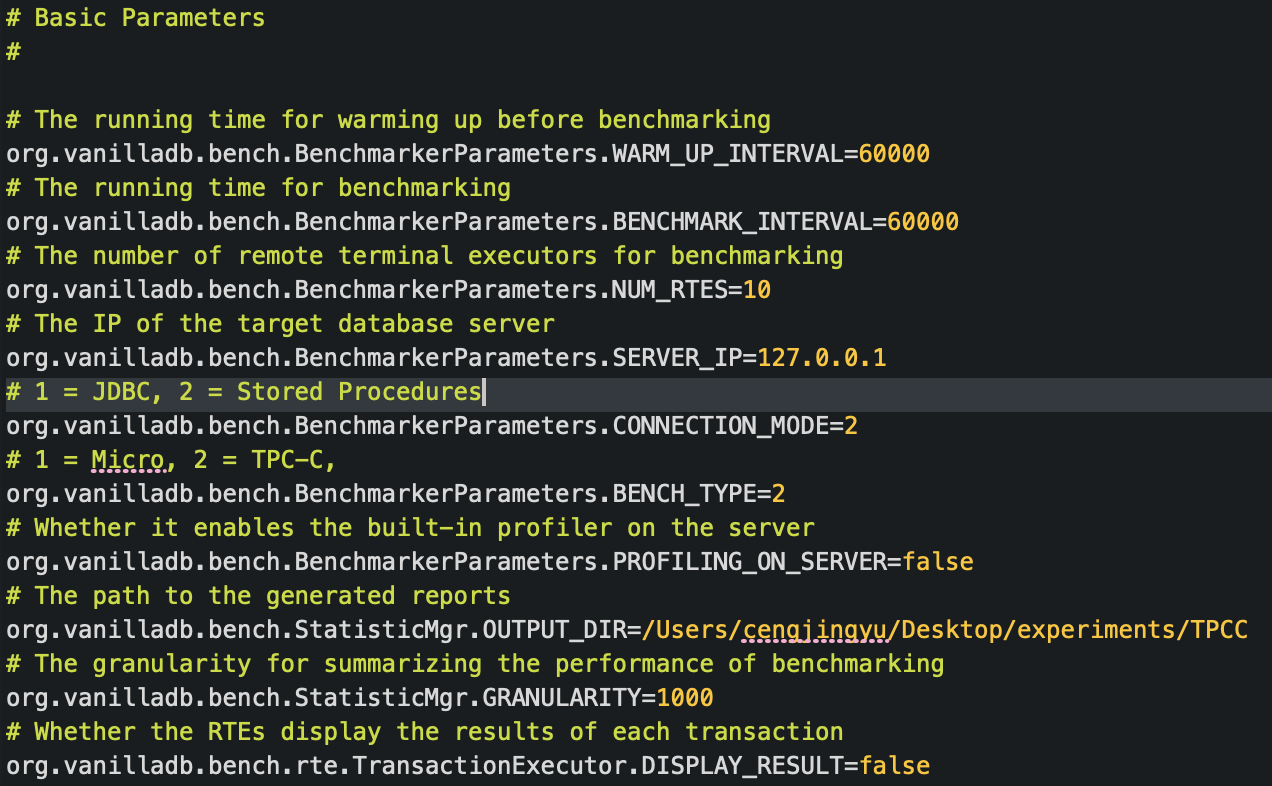 # Basic Parameters
#
# The running time for warming up before benchmarking
org.vanilladb.bench.BenchmarkerParameters.WARM_UP_INTERVAL=60000
# The running time for benchmarking
org.vanilladb.bench.BenchmarkerParameters.BENCHMARK_INTERVAL=60000
# The number of remote terminal executors for benchmarking
org.vanilladb.bench.BenchmarkerParameters.NUM_RTES=10
# The IP of the target database server
org.vanilladb.bench.BenchmarkerParameters.SERVER_IP=127.0.0.1
# 1 = JDBC, 2 = Stored Procedures
org.vanilladb.bench.BenchmarkerParameters.CONNECTION_MODE=2
# 1 = Micro, 2 = TPC-C,
org.vanilladb.bench.BenchmarkerParameters.BENCH_TYPE=2
# Whether it enables the built-in profiler on the server
org.vanilladb.bench.BenchmarkerParameters.PROFILING_ON_SERVER=false
# The path to the generated reports
org.vanilladb.bench.StatisticMgr.OUTPUT_DIR=/Users/cengjingyu/Desktop/experiments/TPCC
# The granularity for summarizing the performance of benchmarking
org.vanilladb.bench.StatisticMgr.GRANULARITY=1000
# Whether the RTEs display the results of each transaction
org.vanilladb.bench.rte.TransactionExecutor.DISPLAY_RESULT=false